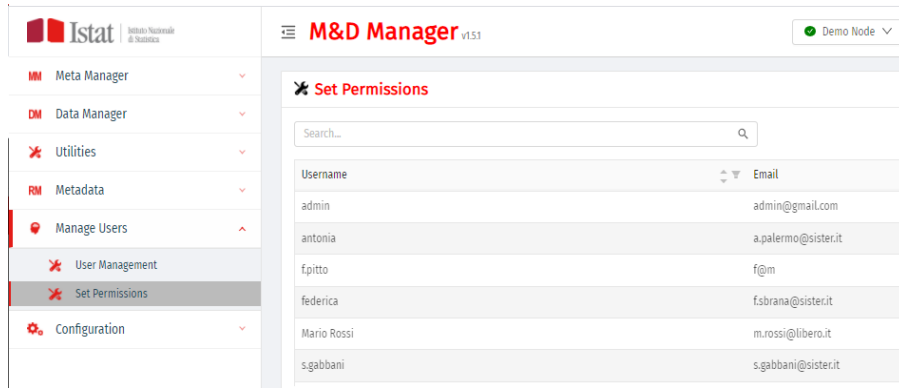 Istat Istituto Nazionale di Statistica
M&D Manager v1.5.1
Demo Node
MM Meta Manager
DM Data Manager
Utilities
RM Metadata
Manage Users
User Management
Set Permissions
Configuration
Set Permissions
Search...
Username Email
admin admin@gmail.com
antonia a.palermo@sister.it
f.pitto f@m
federica f.sbrana@sister.it
Mario Rossi m.rossi@libero.it
s.gabbani s.gabbani@sister.it